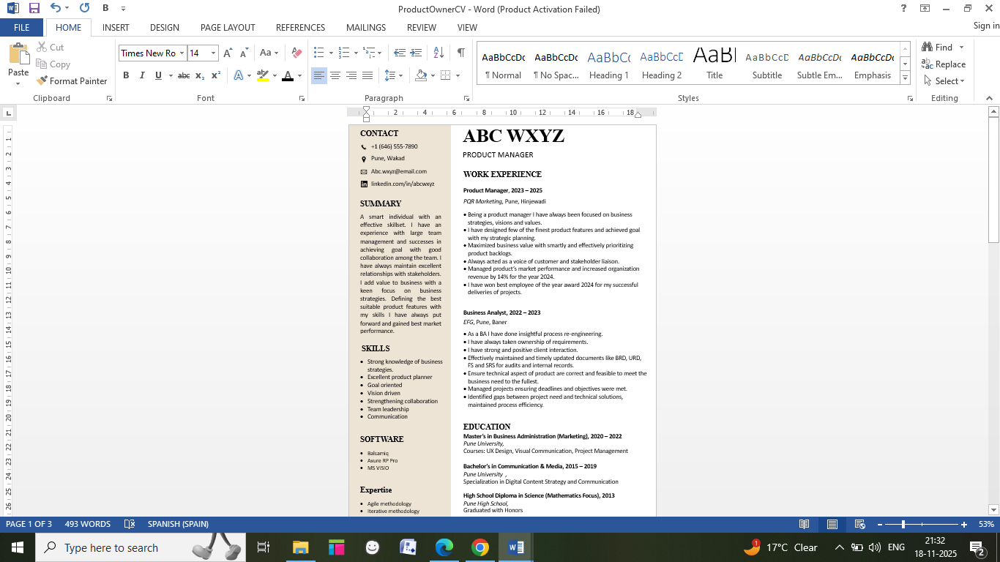 ProductOwnerCV - Word (Product Activation Failed)
FILE HOME INSERT DESIGN PAGE LAYOUT REFERENCES MAILINGS REVIEW VIEW Sign in
Paste
Cut
Copy
Format Painter
Clipboard
Times New Ro 14
Font
Paragraph
AaBbCcDc AaBbCcDc AaBbCc AaBbCcD AaBl AaBbCcD AaBbCcDc AaBbCcDc
¶ Normal ¶ No Spac... Heading 1 Heading 2 Title Subtitle Subtle Em... Emphasis
Styles
Find
Replace
Select
Editing
2 4 6 8 10 12 14 16 18
1
2
3
4
5
6
7
8
9
10
11
12
13
14
15
16
17
18
19
20
21
22
23
24
25
26
CONTACT
+1 (646) 555-7890
Pune, Wakad
Abc.wxyz@email.com
linkedin.com/in/abcwxyz
SUMMARY
A smart individual with an
effective skillset. I have an
experience with large team
management and successes in
achieving goal with good
collaboration among the team. I
have always maintain excellent
relationships with stakeholders.
I add value to business with a
keen focus on business
strategies. Defining the best
suitable product features with
my skills I have always put
forward and gained best market
performance.
SKILLS
• Strong knowledge of business
strategies.
• Excellent product planner
• Goal oriented
• Vision driven
• Strengthening collaboration
• Team leadership
• Communication
SOFTWARE
• Balsamiq
• Axure RP Pro
• MS VISIO
Expertise
• Agile methodology
• Iterative methodology
ABC WXYZ
PRODUCT MANAGER
WORK EXPERIENCE
Product Manager, 2023 – 2025
PQR Marketing, Pune, Hinjewadi
• Being a product manager I have always been focused on business
strategies, visions and values.
• I have designed few of the finest product features and achieved goal
with my strategic planning.
• Maximized business value with smartly and effectively prioritizing
product backlogs.
• Always acted as a voice of customer and stakeholder liaison.
• Managed product's market performance and increased organization
revenue by 14% for the year 2024.
• I have won best employee of the year award 2024 for my successful
deliveries of projects.
Business Analyst, 2022 – 2023
EFG, Pune, Baner
• As a BA I have done insightful process re-engineering.
• I have always taken ownership of requirements.
• I have strong and positive client interaction.
• Effectively maintained and timely updated documents like BRD, URD,
FS and SRS for audits and internal records.
• Ensure technical aspect of product are correct and feasible to meet the
business need to the fullest.
• Managed projects ensuring deadlines and objectives were met.
• Identified gaps between project need and technical solutions,
maintained process efficiency.
EDUCATION
Master's in Business Administration (Marketing), 2020 – 2022
Pune University,
Courses: UX Design, Visual Communication, Project Management
Bachelor's in Communication & Media, 2015 – 2019
Pune University ,
Specialization in Digital Content Strategy and Communication
High School Diploma in Science (Mathematics Focus), 2013
Pune High School,
Graduated with Honors
PAGE 1 OF 3 493 WORDS SPANISH (SPAIN) 53%
Type here to search
1
17°C Clear
ENG
21:32
18-11-2025
2